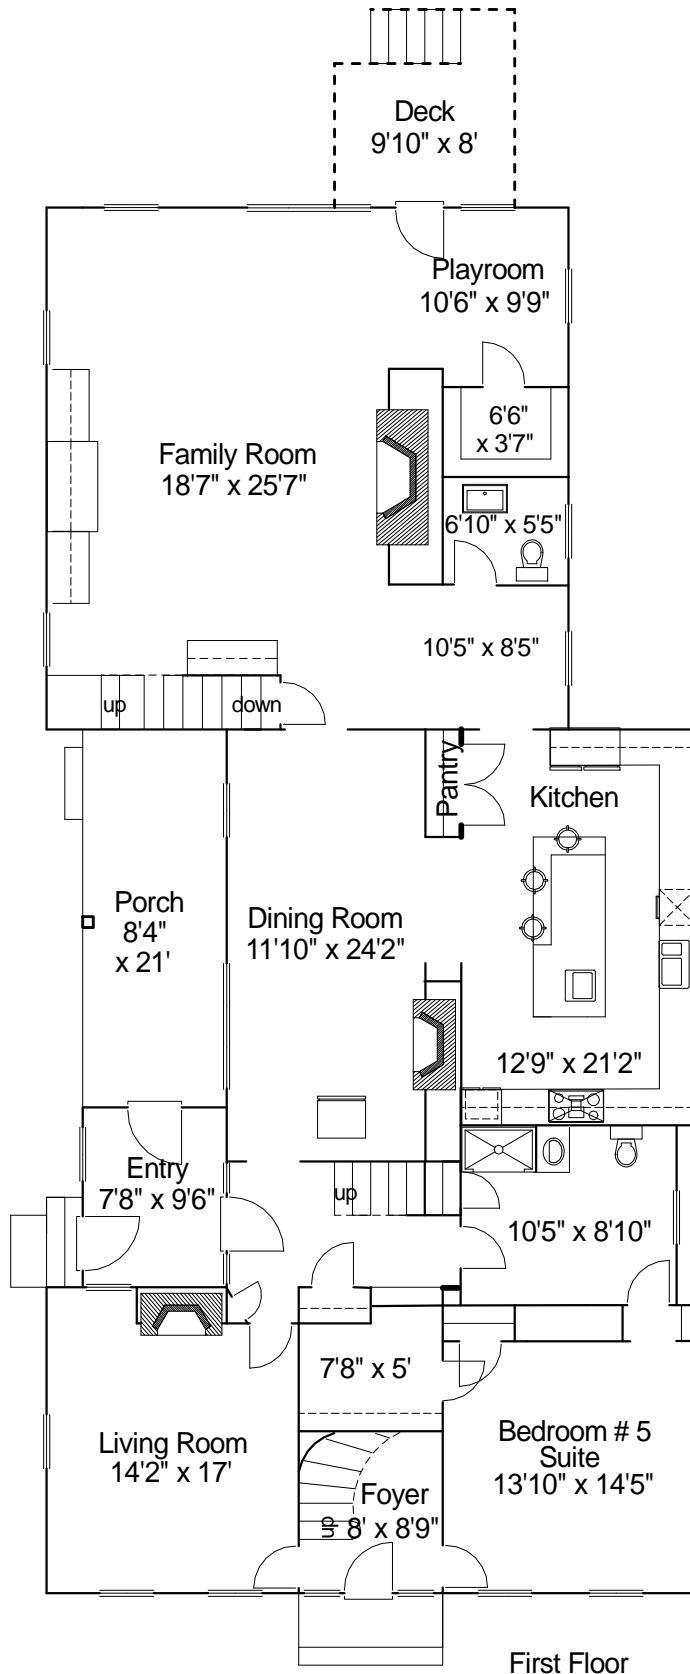 Deck
9'10" x 8'
Playroom
10'6" x 9'9"
6'6"
x 3'7"
Family Room
18'7" x 25'7"
6'10" x 5'5"
10'5" x 8'5"
up
down
Pantry
Kitchen
Porch
8'4"
x 21'
Dining Room
11'10" x 24'2"
12'9" x 21'2"
Entry
7'8" x 9'6"
up
10'5" x 8'10"
7'8" x 5'
Living Room
14'2" x 17'
Bedroom # 5
Suite
13'10" x 14'5"
Foyer
8' x 8'9"
up
First Floor